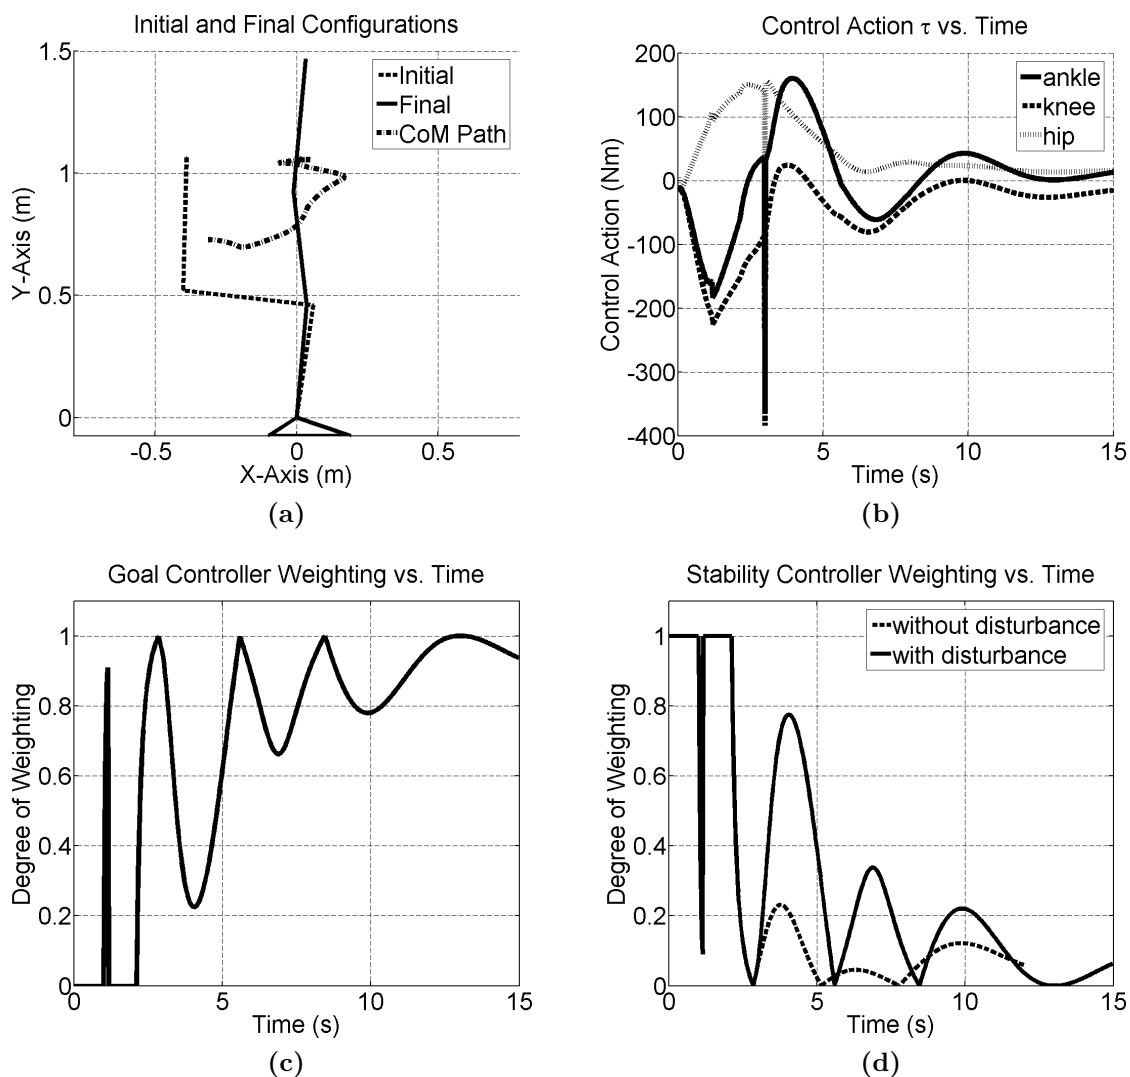 Initial and Final Configurations
1.5
1
0.5
0
Y-Axis (m)
Initial
Final
CoM Path
-0.5
0
0.5
X-Axis (m)
(a)
Control Action τ vs. Time
200
100
0
-100
-200
-300
-400
Control Action (Nm)
ankle
knee
hip
0
5
10
15
Time (s)
(b)
Goal Controller Weighting vs. Time
1
0.8
0.6
0.4
0.2
0
Degree of Weighting
0
5
10
15
Time (s)
(c)
Stability Controller Weighting vs. Time
1
0.8
0.6
0.4
0.2
0
Degree of Weighting
without disturbance
with disturbance
0
5
10
15
Time (s)
(d)